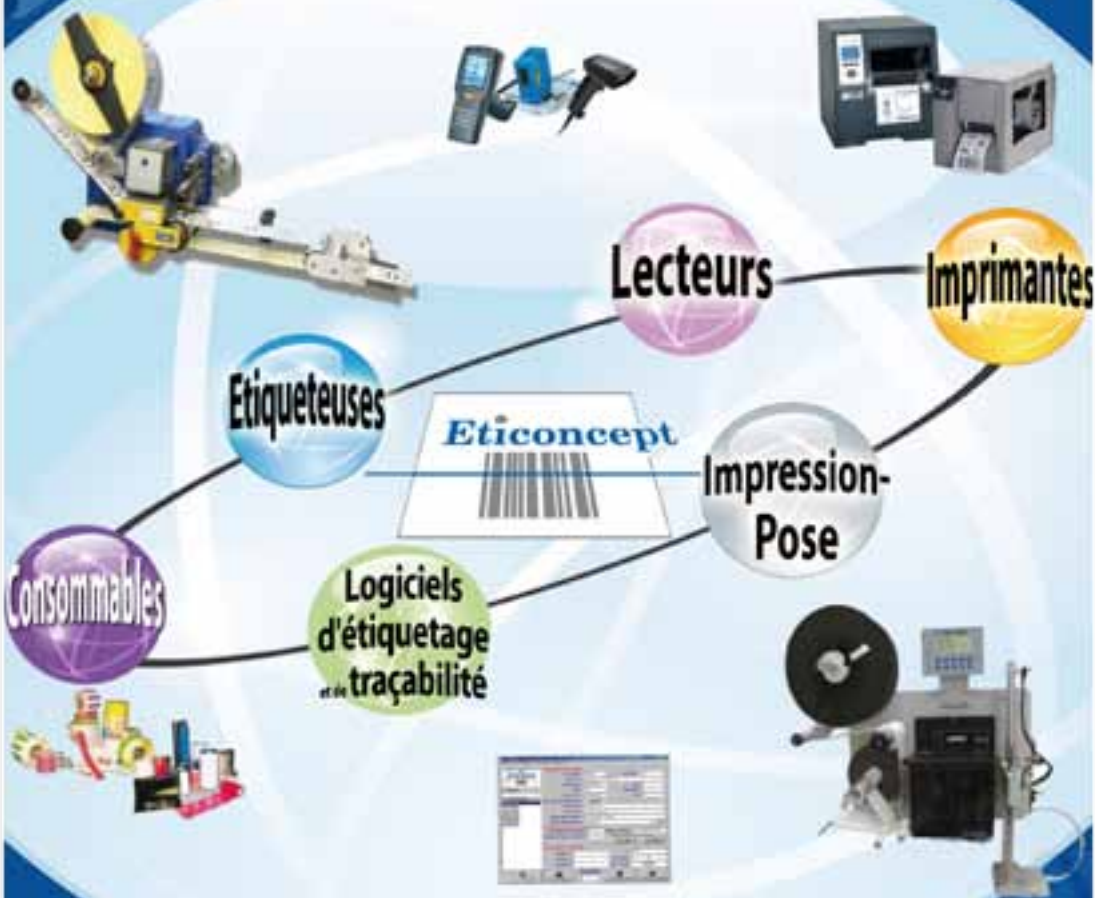 Lecteurs
Imprimantes
Etiqueteuses
Eticoncept
Impression-
Pose
Consommables
Logiciels
d'étiquetage
et de traçabilité